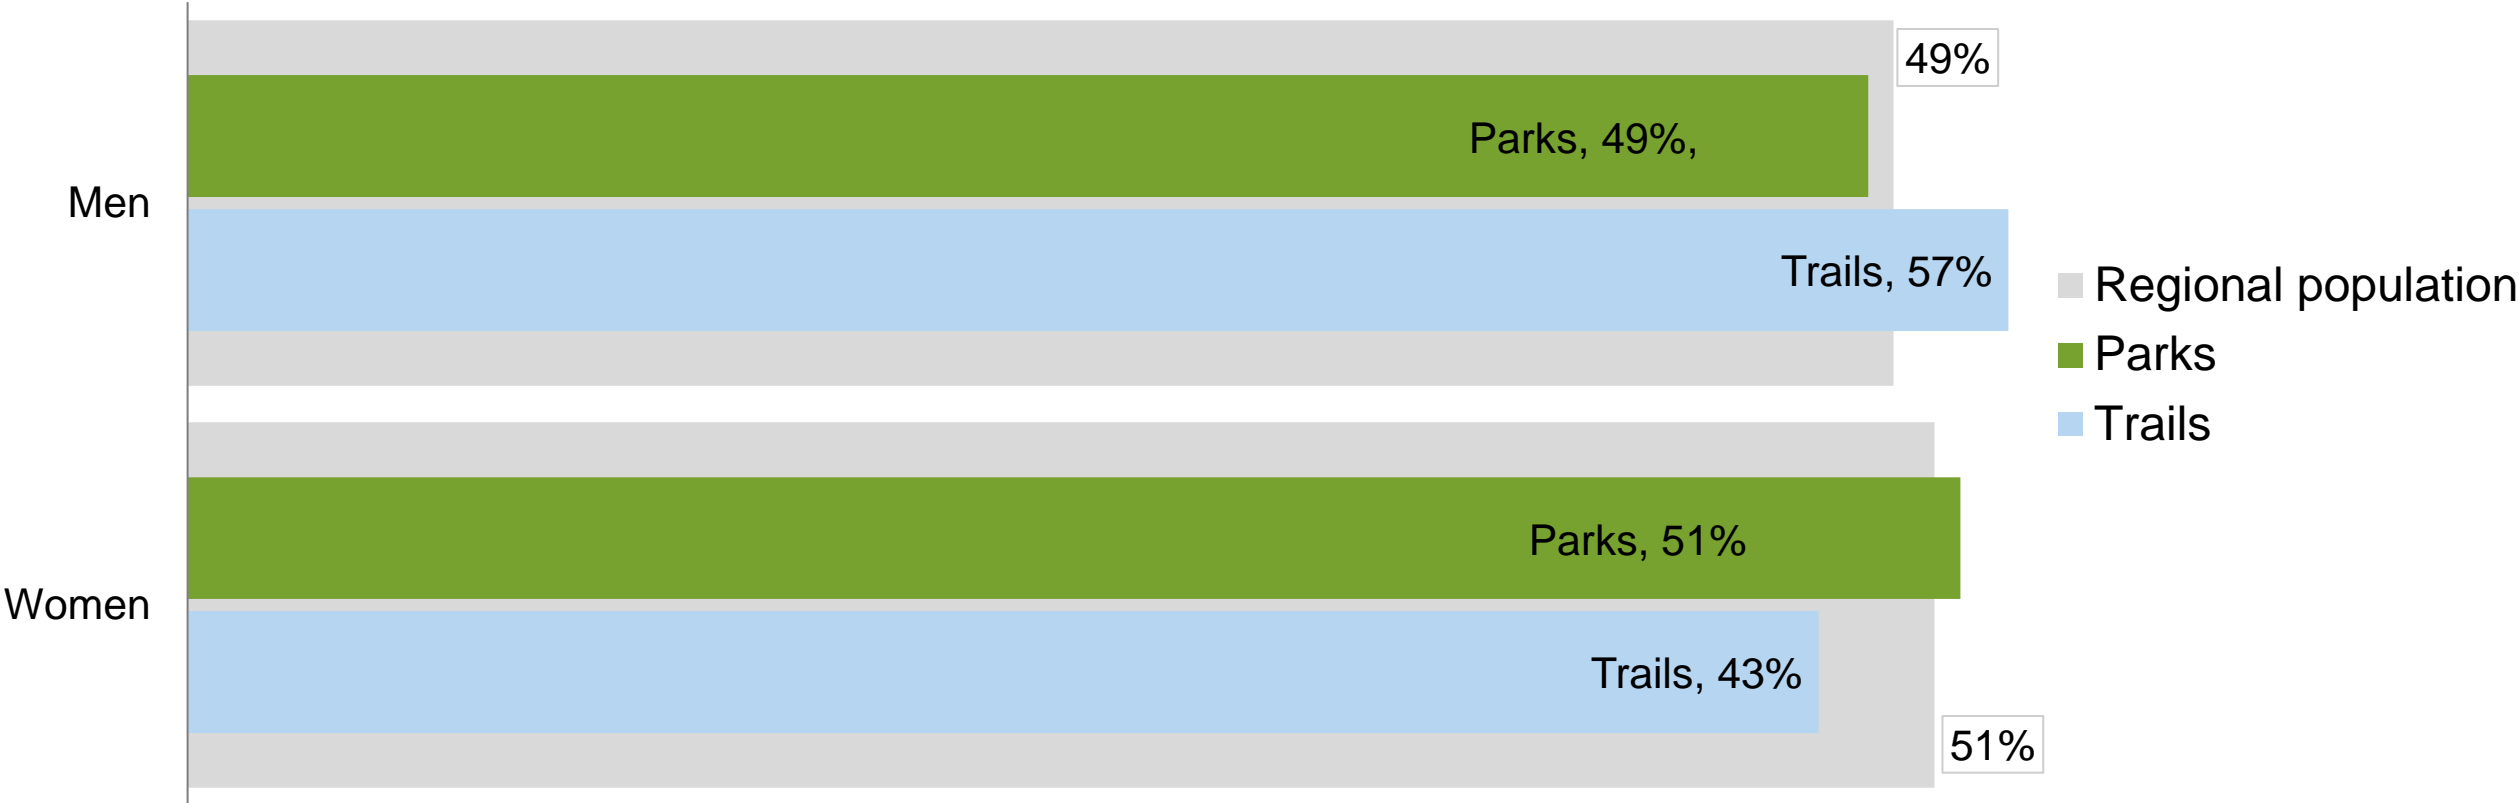 49%
Parks, 49%,
Men
Trails, 57%
Regional population
Parks
Trails
Parks, 51%
Women
Trails, 43%
51%